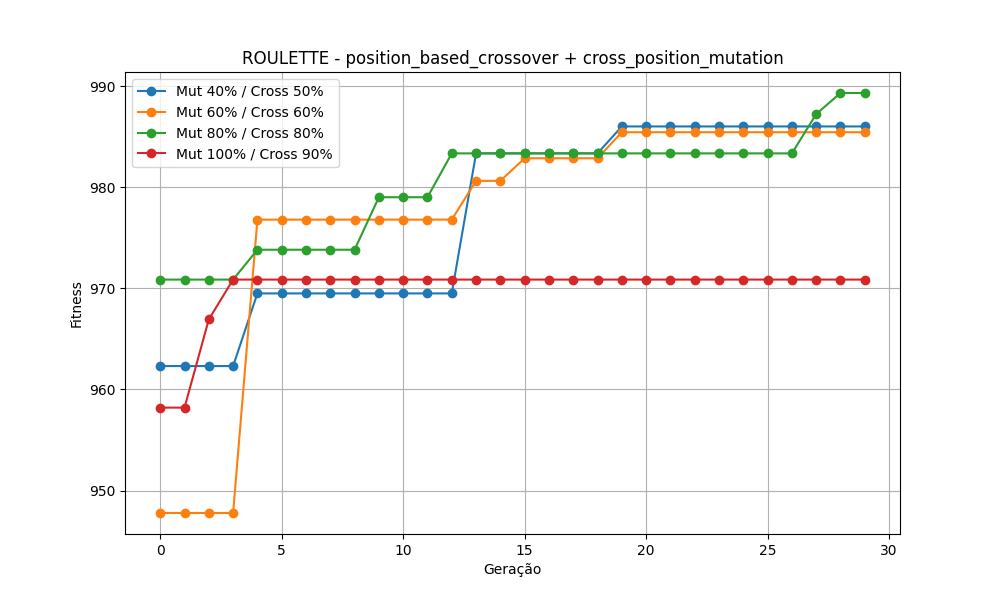 ROULETTE - position_based_crossover + cross_position_mutation
Mut 40% / Cross 50%
Mut 60% / Cross 60%
Mut 80% / Cross 80%
Mut 100% / Cross 90%
990
980
970
960
950
Fitness
0 5 10 15 20 25 30
Geração